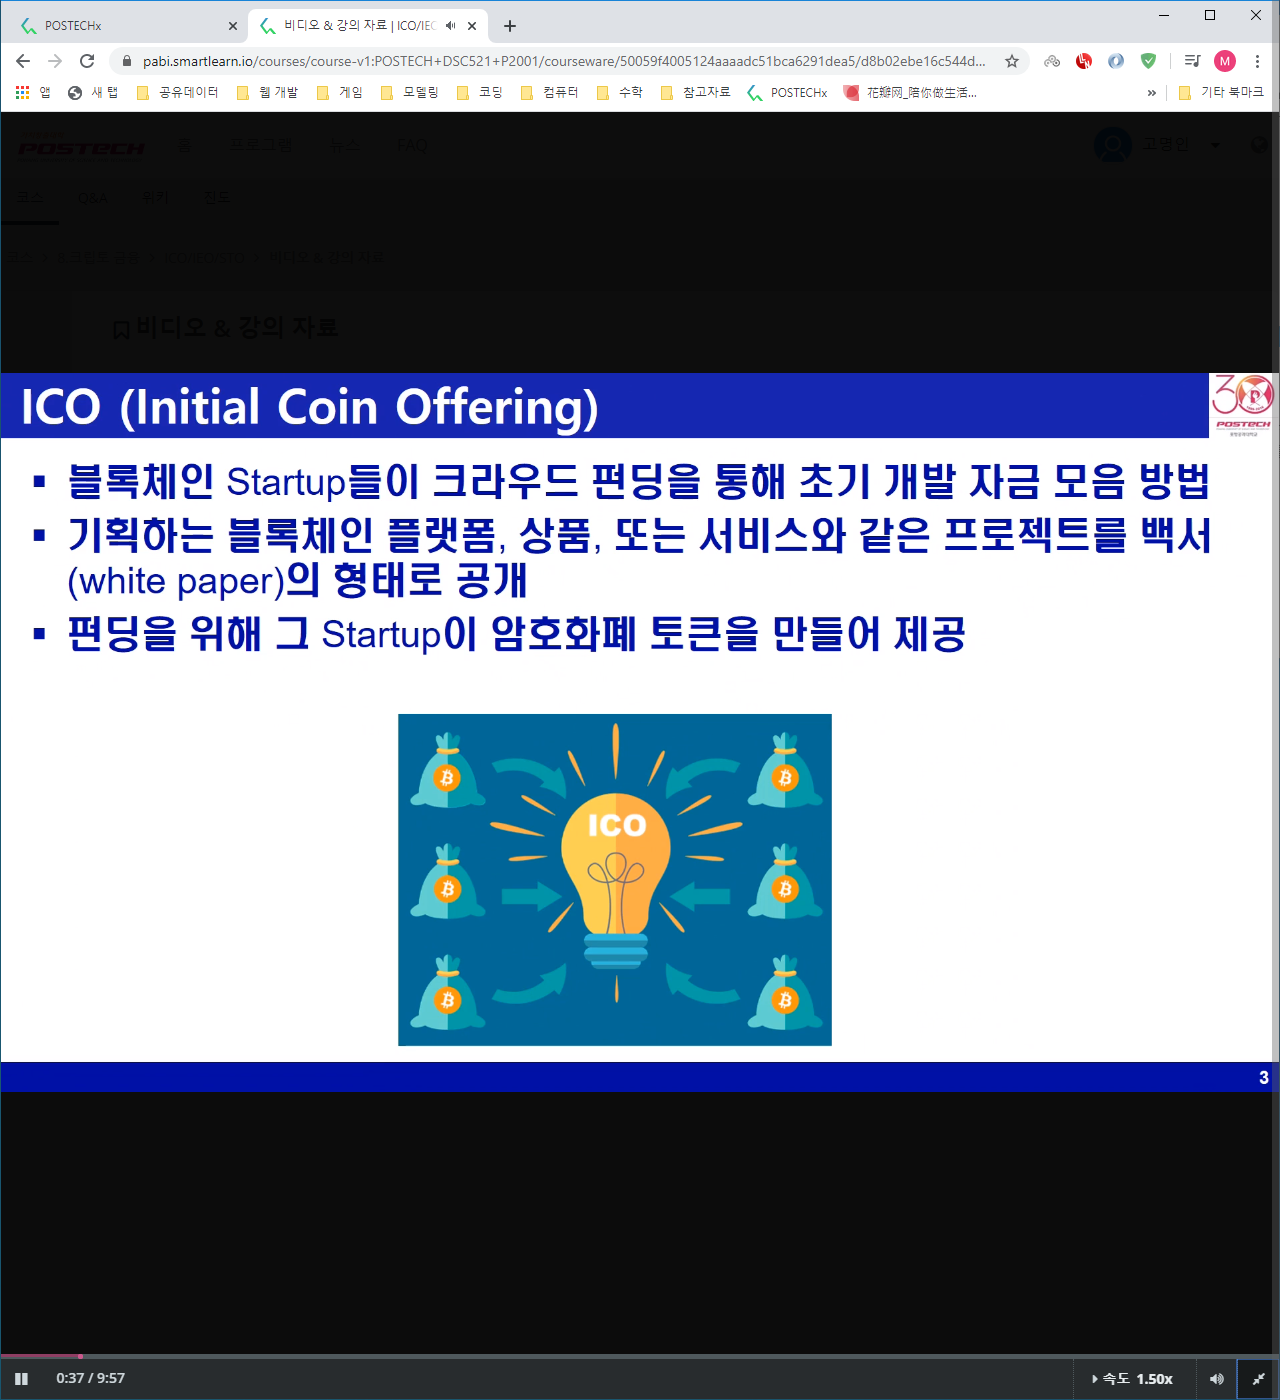 POSTECHx
비디오 & 강의 자료 | ICO/IEC
pabi.smartlearn.io/courses/course-v1:POSTECH+DSC521+P2001/courseware/50059f4005124aaaadc51bca6291dea5/d8b02ebe16c544d...
M
앱 새 탭 공유데이터 웹 개발 게임 모델링 코딩 컴퓨터 수학 참고자료 POSTECHx 花瓣网_陪你做生活... » 기타 북마크
POSTECH 홈 프로그램 뉴스 FAQ 고영인
코스 Q&A 위키 진도
비디오 & 강의 자료
비디오 & 강의 자료
ICO (Initial Coin Offering)
30
POSTECH
▪ 블록체인 Startup들이 크라우드 펀딩을 통해 초기 개발 자금 모음 방법
▪ 기획하는 블록체인 플랫폼, 상품, 또는 서비스와 같은 프로젝트를 백서
(white paper)의 형태로 공개
▪ 펀딩을 위해 그 Startup이 암호화폐 토큰을 만들어 제공
ICO
3
0:37 / 9:57
속도 1.50x